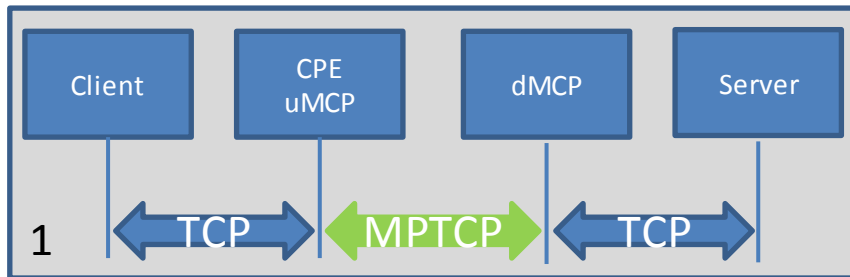 Client
CPE
uMCP
dMCP
Server
TCP
MPTCP
TCP
1